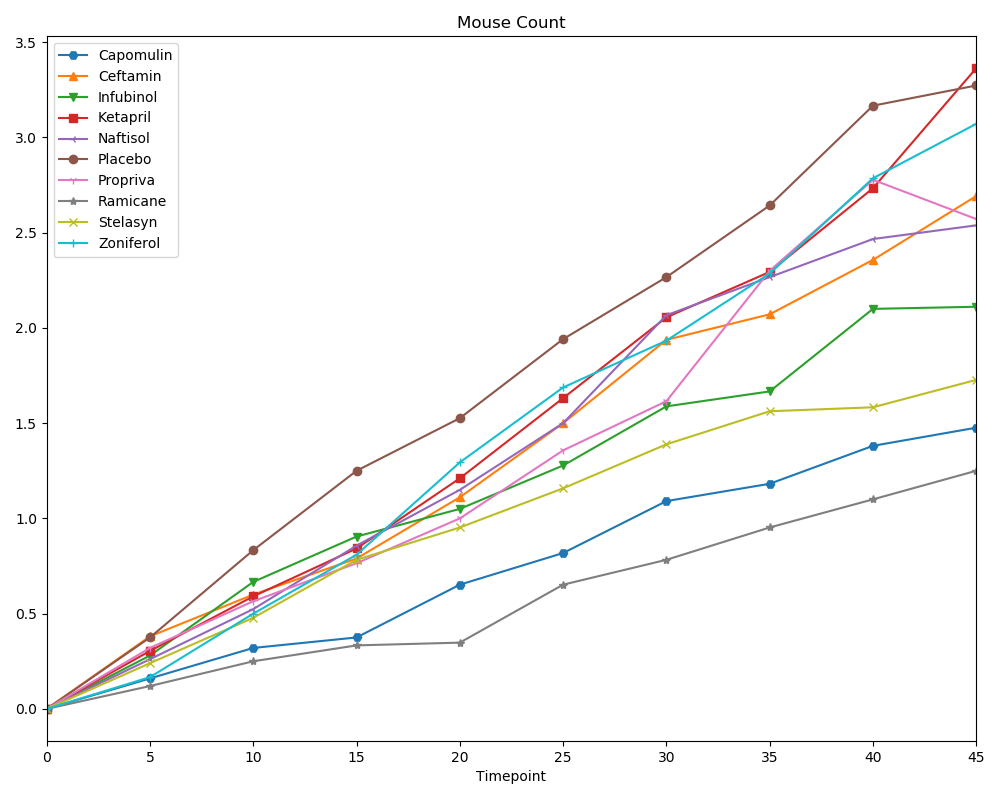 Mouse Count
3.5
3.0
2.5
2.0
1.5
1.0
0.5
0.0
Capomulin
Ceftamin
Infubinol
Ketapril
Naftisol
Placebo
Propriva
Ramicane
Stelasyn
Zoniferol
0 5 10 15 20 25 30 35 40 45
Timepoint